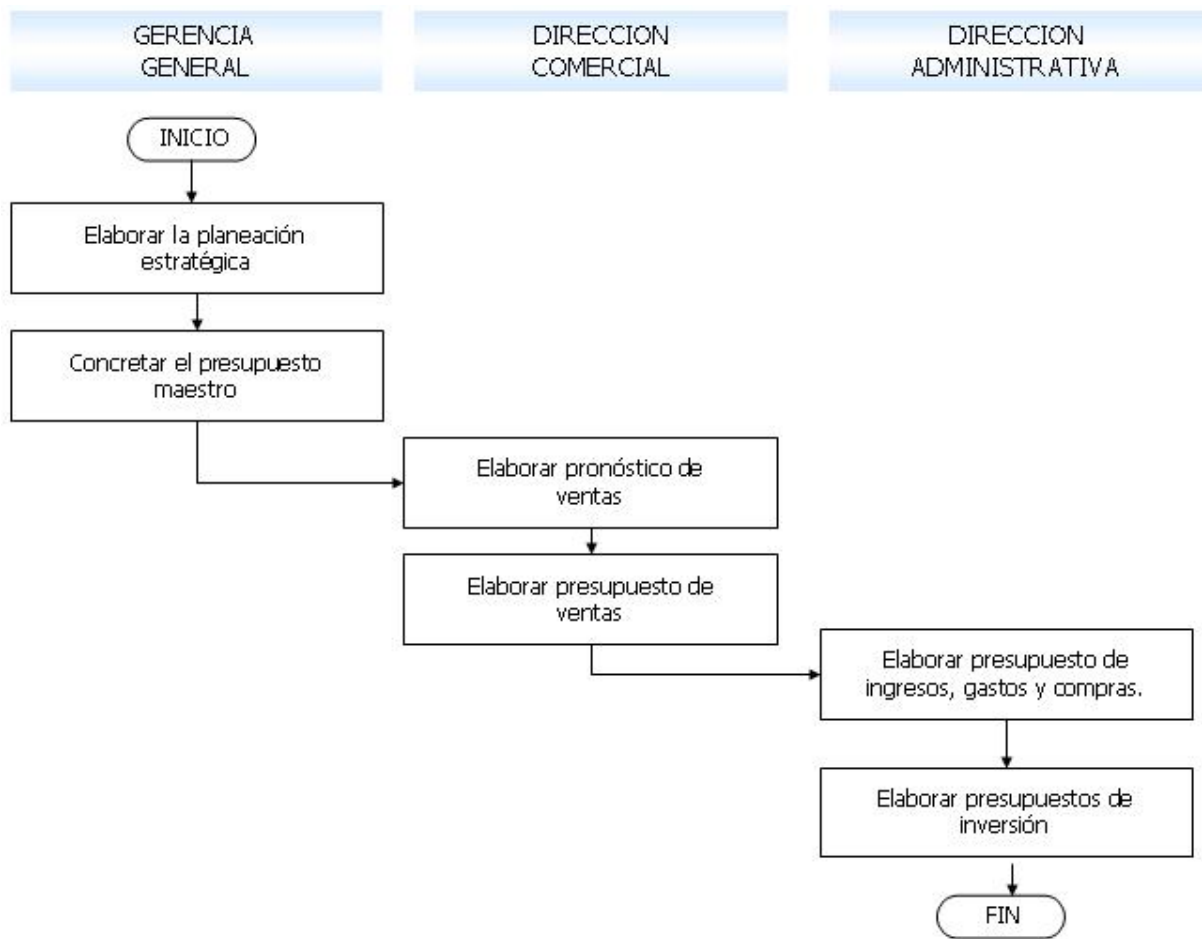 GERENCIA
GENERAL
DIRECCION
COMERCIAL
DIRECCION
ADMINISTRATIVA
INICIO
Elaborar la planeación
estratégica
Concretar el presupuesto
maestro
Elaborar pronóstico de
ventas
Elaborar presupuesto de
ventas
Elaborar presupuesto de
ingresos, gastos y compras.
Elaborar presupuestos de
inversión
FIN